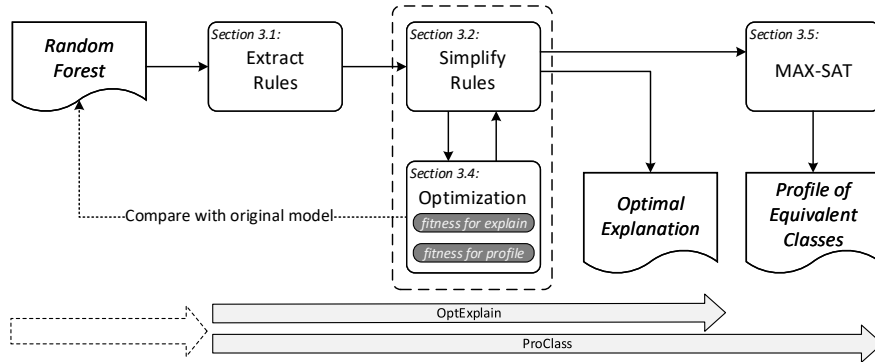 Random
Forest
Section 3.1:
Extract
Rules
Section 3.2:
Simplify
Rules
Section 3.5:
MAX-SAT
Section 3.4:
Optimization
fitness for explain
fitness for profile
Compare with original model
Optimal
Explanation
Profile of
Equivalent
Classes
OptExplain
ProClass